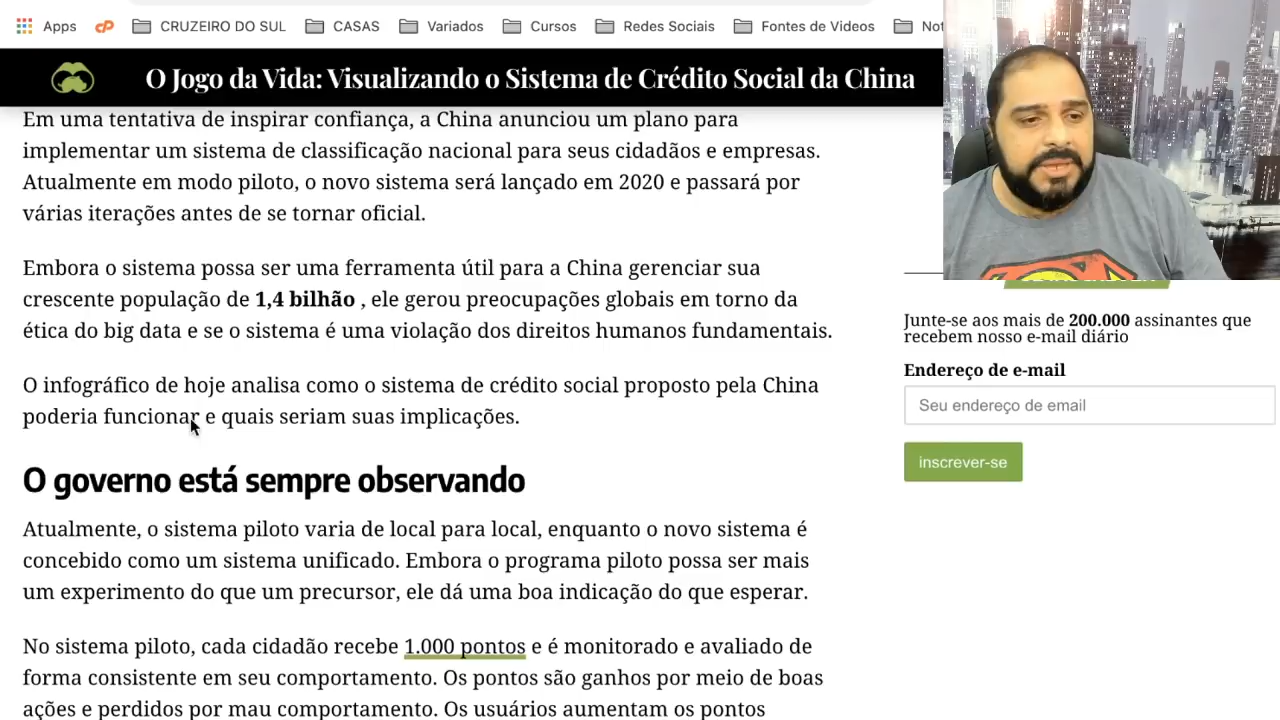 Apps
CRUZEIRO DO SUL
CASAS
Variados
Cursos
Redes Sociais
Fontes de Videos
O Jogo da Vida: Visualizando o Sistema de Crédito Social da China
Em uma tentativa de inspirar confiança, a China anunciou um plano para
implementar um sistema de classificação nacional para seus cidadãos e empresas.
Atualmente em modo piloto, o novo sistema será lançado em 2020 e passará por
várias iterações antes de se tornar oficial.
Embora o sistema possa ser uma ferramenta útil para a China gerenciar sua
crescente população de 1,4 bilhão , ele gerou preocupações globais em torno da
ética do big data e se o sistema é uma violação dos direitos humanos fundamentais.
O infográfico de hoje analisa como o sistema de crédito social proposto pela China
poderia funcionar e quais seriam suas implicações.
O governo está sempre observando
Atualmente, o sistema piloto varia de local para local, enquanto o novo sistema é
concebido como um sistema unificado. Embora o programa piloto possa ser mais
um experimento do que um precursor, ele dá uma boa indicação do que esperar.
No sistema piloto, cada cidadão recebe 1.000 pontos e é monitorado e avaliado de
forma consistente em seu comportamento. Os pontos são ganhos por meio de boas
ações e perdidos por mau comportamento. Os usuários aumentam os pontos
Junte-se aos mais de 200.000 assinantes que
recebem nosso e-mail diário
Endereço de e-mail
Seu endereço de email
inscrever-se